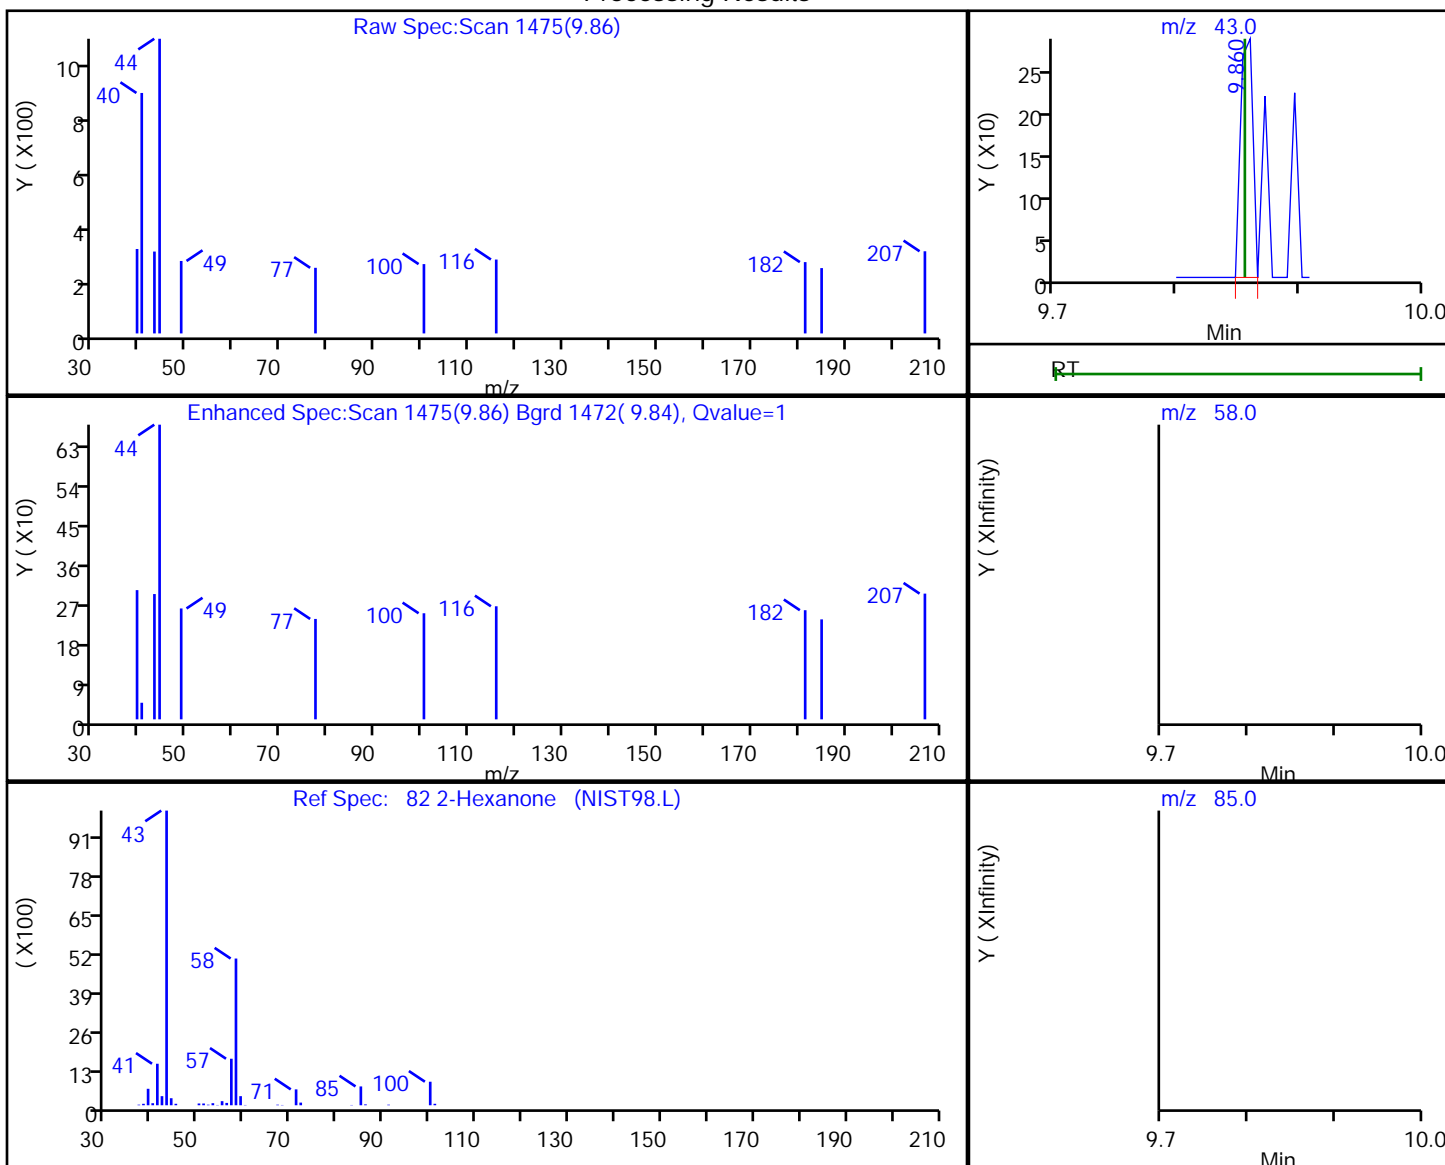 Processing Results
Raw Spec:Scan 1475(9.86)
Y ( X100)
10
8
6
4
2
0
44
40
49
77
100
116
182
207
30 50 70 90 110 130 150 170 190 210
m/z
m/z 43.0
9.860
Y ( X10)
25
20
15
10
5
0
9.7 10.0
Min
RT
Enhanced Spec:Scan 1475(9.86) Bgrd 1472( 9.84), Qvalue=1
Y ( X10)
63
54
45
36
27
18
9
0
44
49
77
100
116
182
207
30 50 70 90 110 130 150 170 190 210
m/z
m/z 58.0
Y ( XInfinity)
9.7 10.0
Min
Ref Spec: 82 2-Hexanone (NIST98.L)
( X100)
91
78
65
52
39
26
13
0
43
58
41
57
71
85
100
30 50 70 90 110 130 150 170 190 210
m/z 85.0
Y ( XInfinity)
9.7 10.0
Min